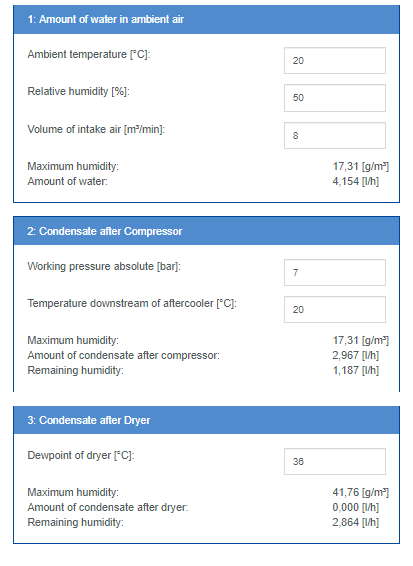 1: Amount of water in ambient air
Ambient temperature [°C]: 20
Relative humidity [%]: 50
Volume of intake air [m³/min]: 8
Maximum humidity: 17,31 [g/m³]
Amount of water: 4,154 [l/h]
2: Condensate after Compressor
Working pressure absolute [bar]: 7
Temperature downstream of aftercooler [°C]: 20
Maximum humidity: 17,31 [g/m³]
Amount of condensate after compressor: 2,967 [l/h]
Remaining humidity: 1,187 [l/h]
3: Condensate after Dryer
Dewpoint of dryer [°C]: 36
Maximum humidity: 41,76 [g/m³]
Amount of condensate after dryer: 0,000 [l/h]
Remaining humidity: 2,864 [l/h]